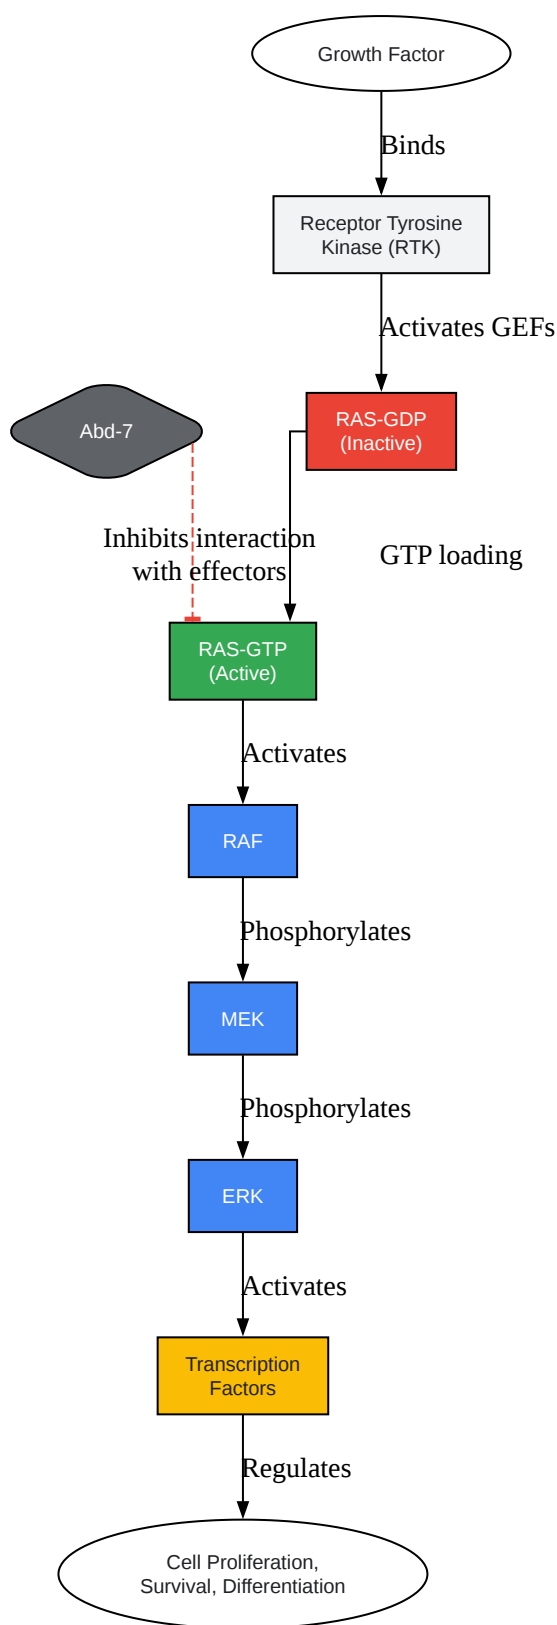 Growth Factor
Binds
Receptor Tyrosine
Kinase (RTK)
Activates GEFs
RAS-GDP
(Inactive)
Abd-7
Inhibits interaction
with effectors
GTP loading
RAS-GTP
(Active)
Activates
RAF
Phosphorylates
MEK
Phosphorylates
ERK
Activates
Transcription
Factors
Regulates
Cell Proliferation,
Survival, Differentiation